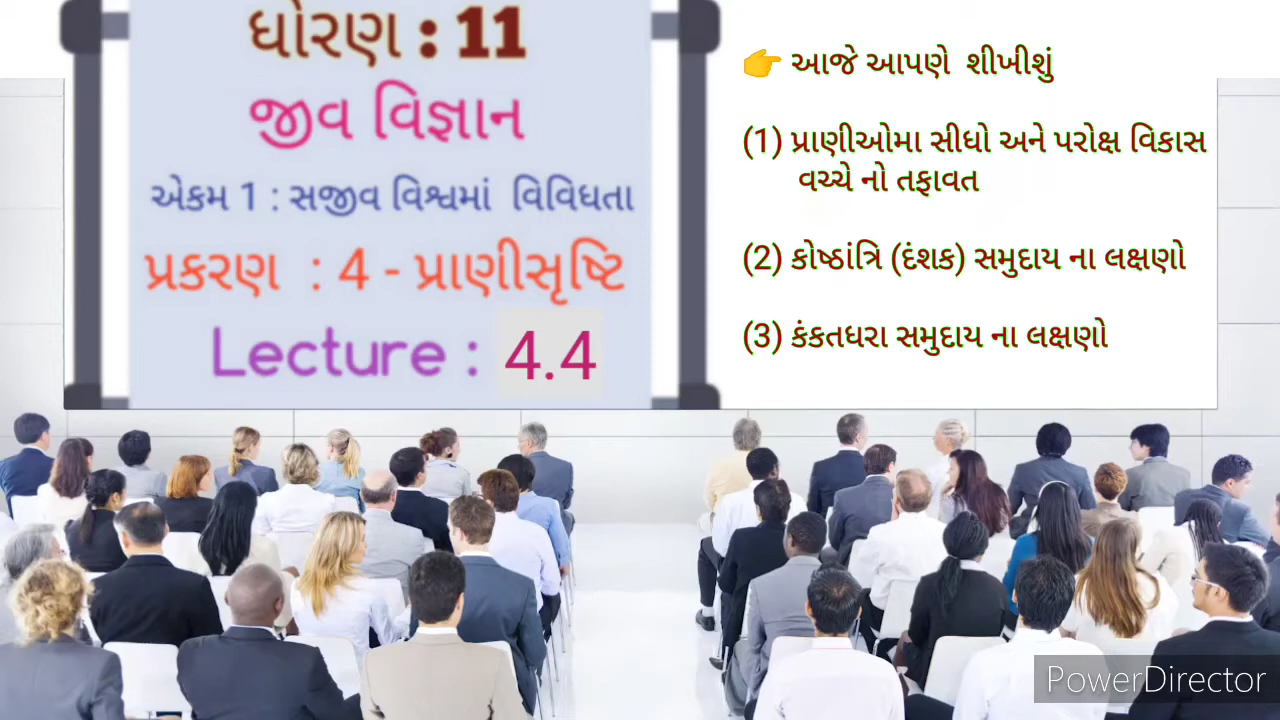 ધોરણ : 11
જીવ વિજ્ઞાન
એકમ 1 : સજીવ વિશ્વમાં વિવિધતા
પ્રકરણ : 4 - પ્રાણીસૃષ્ટિ
Lecture : 4.4
👉 આજે આપણે શીખીશું
(1) પ્રાણીઓમા સીધો અને પરોક્ષ વિકાસ
વચ્ચે નો તફાવત
(2) કોષ્ઠાંત્રિ (દંશક) સમુદાય ના લક્ષણો
(3) કંકતધરા સમુદાય ના લક્ષણો
PowerDirector